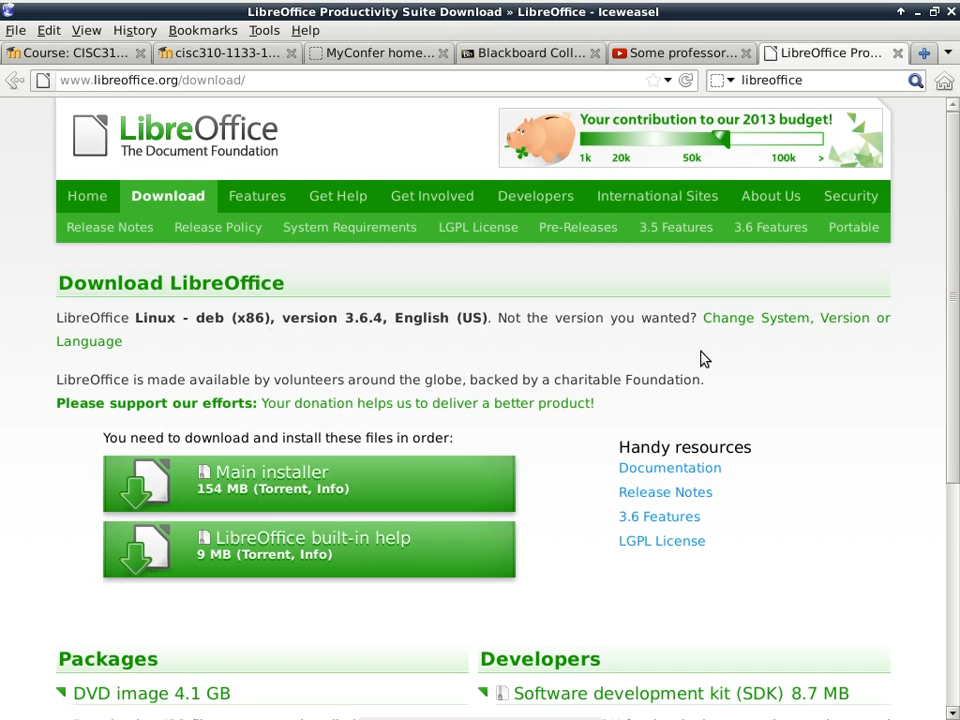 LibreOffice Productivity Suite Download » LibreOffice - Iceweasel
File Edit View History Bookmarks Tools Help
Course: CISC31... cisc310-1133-1... MyConfer home... Blackboard Coll... Some professor... LibreOffice Pro...
www.libreoffice.org/download/ libreoffice
LibreOffice
The Document Foundation
Your contribution to our 2013 budget!
1k 20k 50k 100k >
Home Download Features Get Help Get Involved Developers International Sites About Us Security
Release Notes Release Policy System Requirements LGPL License Pre-Releases 3.5 Features 3.6 Features Portable
Download LibreOffice
LibreOffice Linux - deb (x86), version 3.6.4, English (US). Not the version you wanted? Change System, Version or
Language
LibreOffice is made available by volunteers around the globe, backed by a charitable Foundation.
Please support our efforts: Your donation helps us to deliver a better product!
You need to download and install these files in order:
Main installer
154 MB (Torrent, Info)
LibreOffice built-in help
9 MB (Torrent, Info)
Handy resources
Documentation
Release Notes
3.6 Features
LGPL License
Packages
DVD image 4.1 GB
Developers
Software development kit (SDK) 8.7 MB